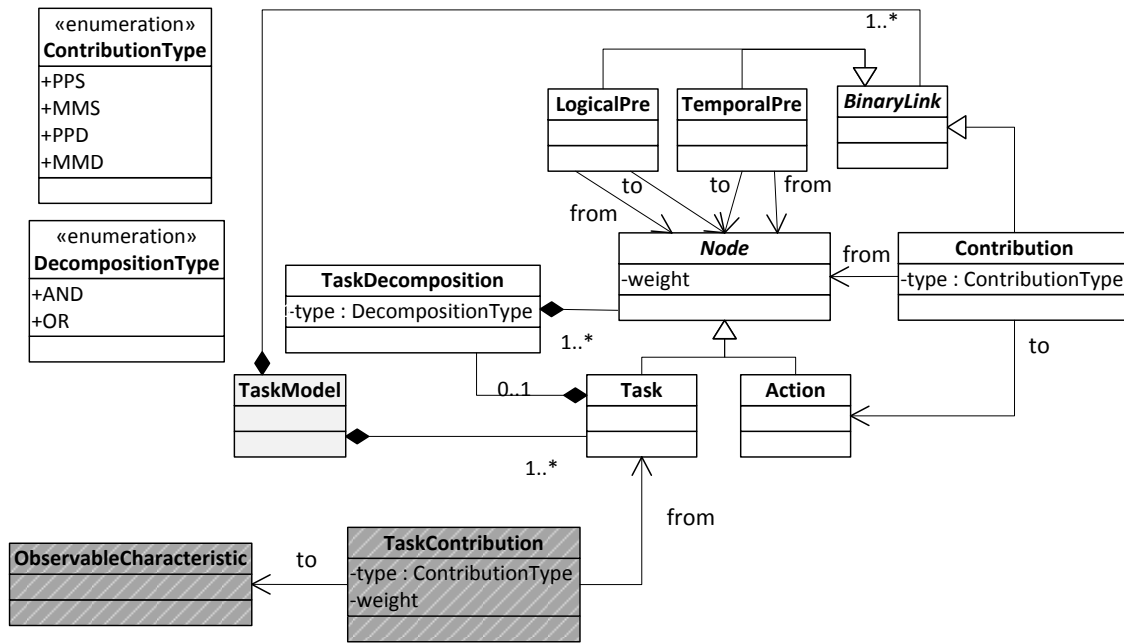 «enumeration»
ContributionType
+PPS
+MMS
+PPD
+MMD
«enumeration»
DecompositionType
+AND
+OR
1..*
LogicalPre
TemporalPre
BinaryLink
to
to
from
from
Node
-weight
from
Contribution
-type : ContributionType
to
TaskDecomposition
-type : DecompositionType
1..*
0..1
TaskModel
Task
Action
1..*
from
ObservableCharacteristic
to
TaskContribution
-type : ContributionType
-weight